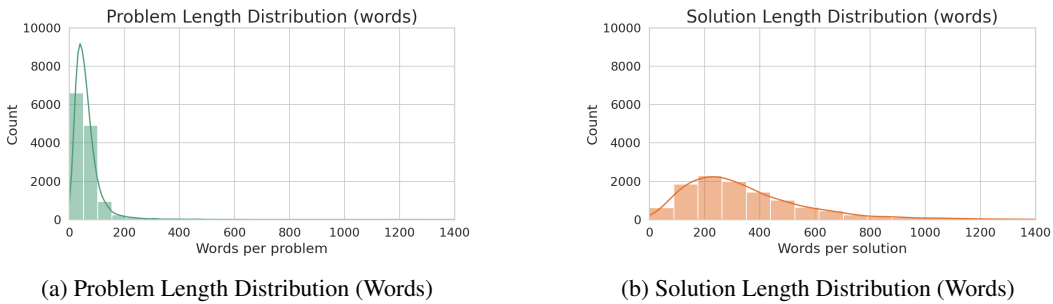 Problem Length Distribution (words)
10000
8000
6000
4000
2000
0
Count
0 200 400 600 800 1000 1200 1400
Words per problem
(a) Problem Length Distribution (Words)
Solution Length Distribution (words)
10000
8000
6000
4000
2000
0
Count
0 200 400 600 800 1000 1200 1400
Words per solution
(b) Solution Length Distribution (Words)